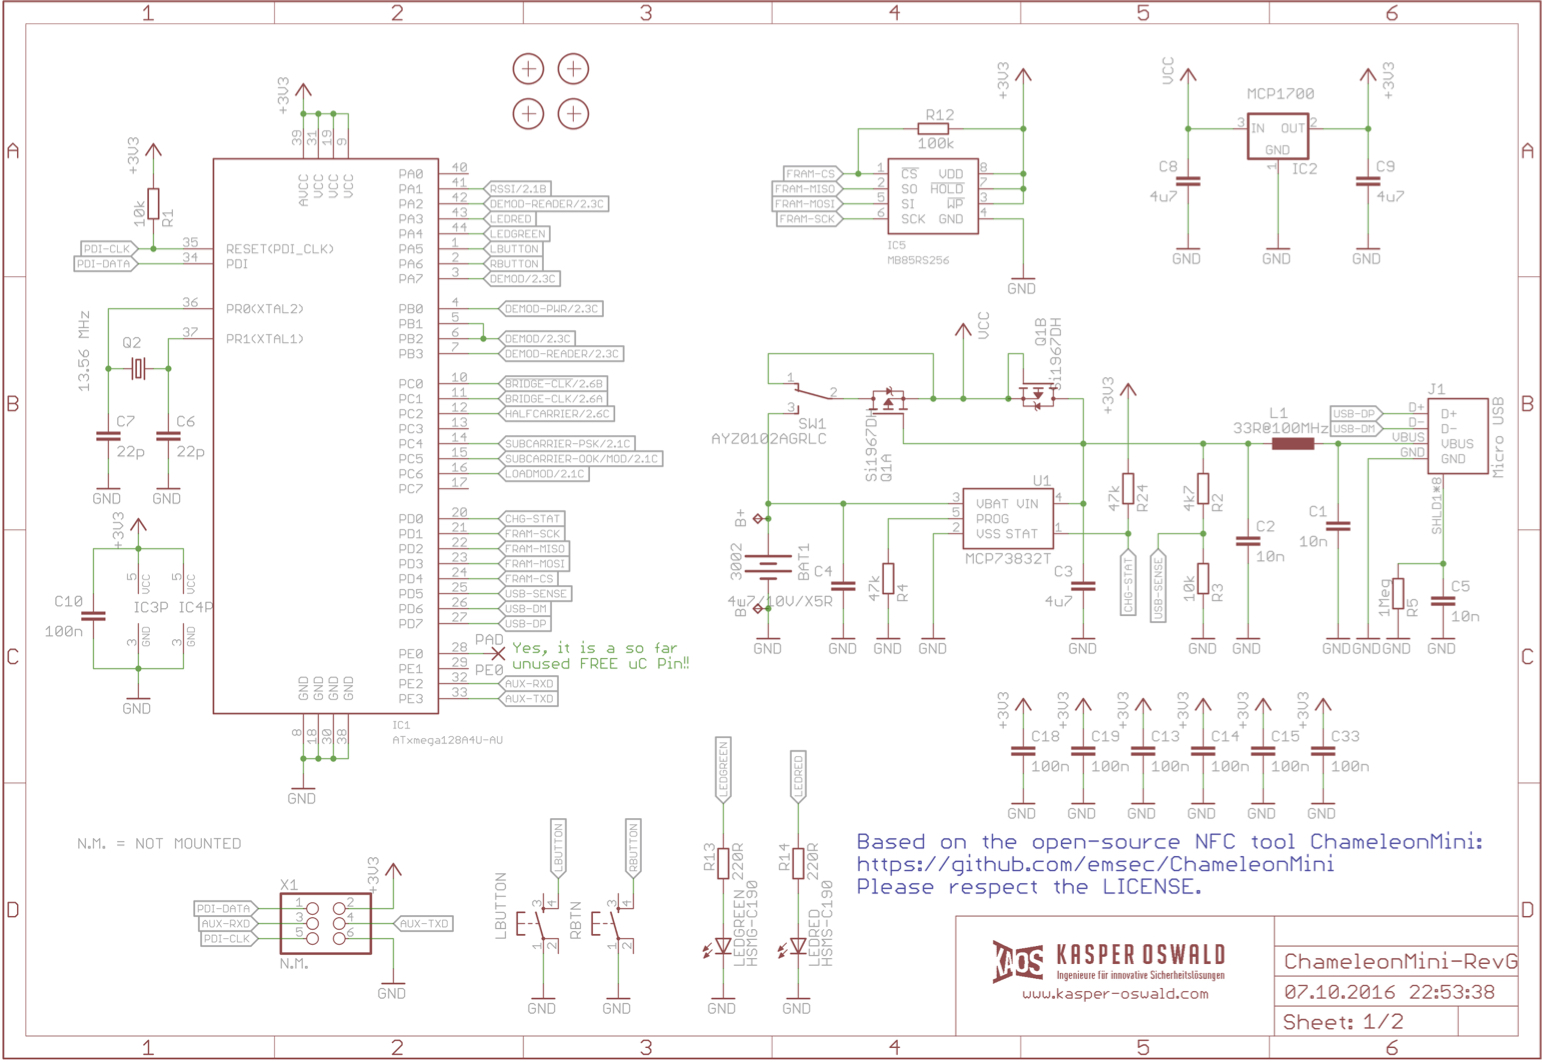 1 2 3 4 5 6
A
B
C
D
+3V3
39 31 19 9
AVCC VCC VCC VCC
+3V3
10k
R1
PDI-CLK 35 RESET(PDI_CLK)
PDI-DATA 34 PDI
36 PR0(XTAL2)
37 PR1(XTAL1)
13.56 MHz
Q2
C7
22p
C6
22p
GND GND
+3V3
5 VCC 5 VCC
IC3P IC4P
C10
100n
3 GND 3 GND
GND
PA0 40
PA1 41 RSSI/2.1B
PA2 42 DEMOD-READER/2.3C
PA3 43 LEDRED
PA4 44 LEDGREEN
PA5 1 LBUTTON
PA6 2 RBUTTON
PA7 3 DEMOD/2.3C
PB0 4 DEMOD-PWR/2.3C
PB1 5
PB2 6 DEMOD/2.3C
PB3 7 DEMOD-READER/2.3C
PC0 10 BRIDGE-CLK/2.6B
PC1 11 BRIDGE-CLK/2.6A
PC2 12 HALFCARRIER/2.6C
PC3 13
PC4 14 SUBCARRIER-PSK/2.1C
PC5 15 SUBCARRIER-OOK/MOD/2.1C
PC6 16 LOADMOD/2.1C
PC7 17
PD0 20 CHG-STAT
PD1 21 FRAM-SCK
PD2 22 FRAM-MISO
PD3 23 FRAM-MOSI
PD4 24 FRAM-CS
PD5 25 USB-SENSE
PD6 26 USB-DM
PD7 27 USB-DP
PE0 28 PAD
PE1 29 PE0
PE2 32 AUX-RXD
PE3 33 AUX-TXD
Yes, it is a so far
unused FREE uC Pin!!
GND GND GND GND
8 18 30 38
IC1
ATxmega128A4U-AU
GND
+3V3
R12
100k
FRAM-CS 1 CS VDD 8
FRAM-MISO 2 SO HOLD 7
FRAM-MOSI 5 SI WP 3
FRAM-SCK 6 SCK GND 4
IC5
MB85RS256
GND
VCC
+3V3
MCP1700
3 IN OUT 2
GND
1 IC2
C8
4u7
C9
4u7
GND GND GND
VCC
Q1B
Si1967DH
1
2
3
SW1
AYZ0102AGRLC
Si1967DH
Q1A
+3V3
U1
3 VBAT VIN 4
5 PROG
2 VSS STAT 1
MCP73832T
B+
3002
BAT1
C4
4u7/10V/X5R
47k
R4
C3
4u7
47k
R24
CHG-STAT
USB-SENSE
4k7
R2
10k
R3
L1
33R@100MHz
C2
10n
C1
10n
J1
USB-DP D+ D+
USB-DM D- D-
VBUS VBUS
GND GND
Micro USB
SHLD1*8
1Meg
R5
C5
10n
GND GND GND GND GND GND GND GND GND GND GND
+3V3 +3V3 +3V3 +3V3 +3V3 +3V3
C18 C19 C13 C14 C15 C33
100n 100n 100n 100n 100n 100n
GND GND GND GND GND GND
N.M. = NOT MOUNTED
X1
+3V3
PDI-DATA 1 2
AUX-RXD 3 4 AUX-TXD
PDI-CLK 5 6
N.M.
GND
LBUTTON
LBUTTON
3 4
1 2
GND
RBUTTON
RBTN
3 4
1 2
GND
LEDGREEN
R13
220R
LEDGREEN
HSMG-C190
GND
LEDRED
R14
220R
LEDRED
HSMS-C190
GND
Based on the open-source NFC tool ChameleonMini:
https://github.com/emsec/ChameleonMini
Please respect the LICENSE.
KAOS KASPER OSWALD
Ingenieure für innovative Sicherheitslösungen
www.kasper-oswald.com
ChameleonMini-RevG
07.10.2016 22:53:38
Sheet: 1/2
A
B
C
D
1 2 3 4 5 6